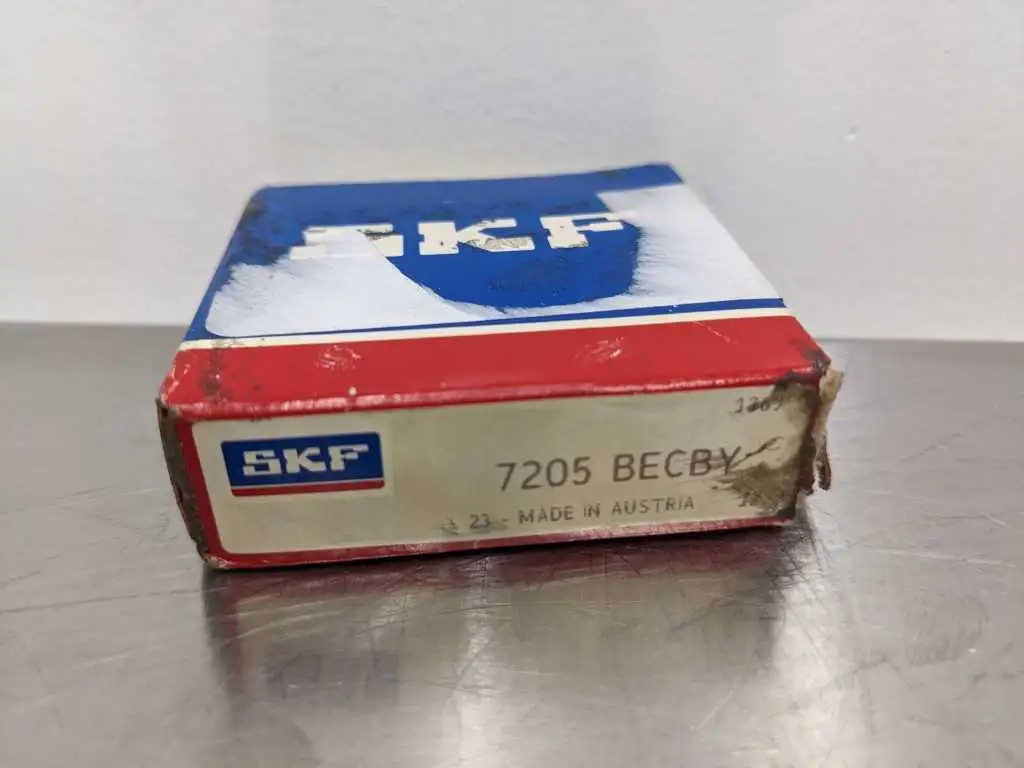 SKF
SKF
7205 BECBY
23 - MADE IN AUSTRIA